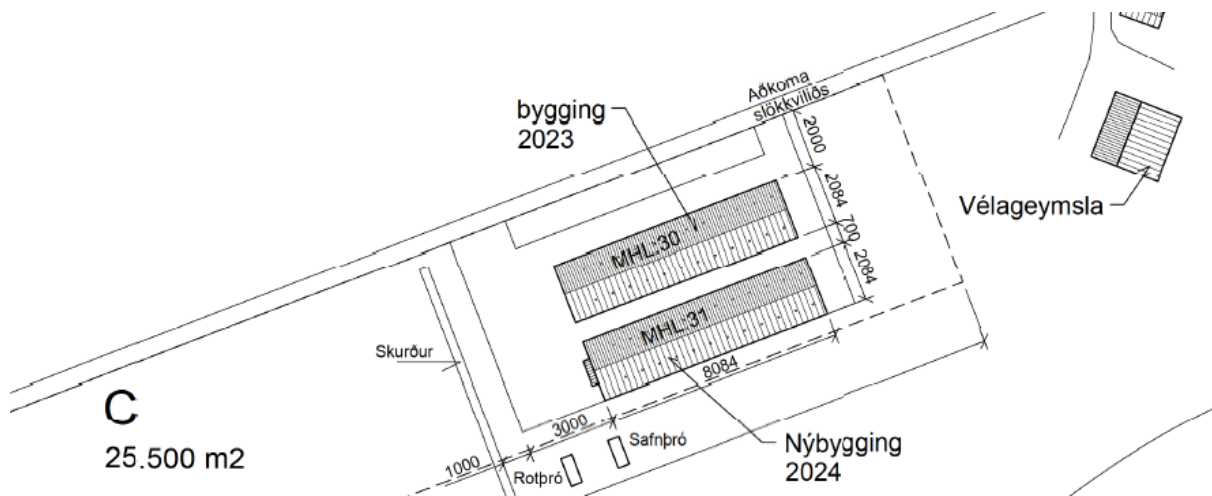 Aðkoma
slökkviliðs
bygging
2023
2000
2084
700
2084
Vélageymsla
MHL:30
MHL:31
Skurður
8084
C
25.500 m2
3000
1000
Safnþró
Rotþró
Nýbygging
2024